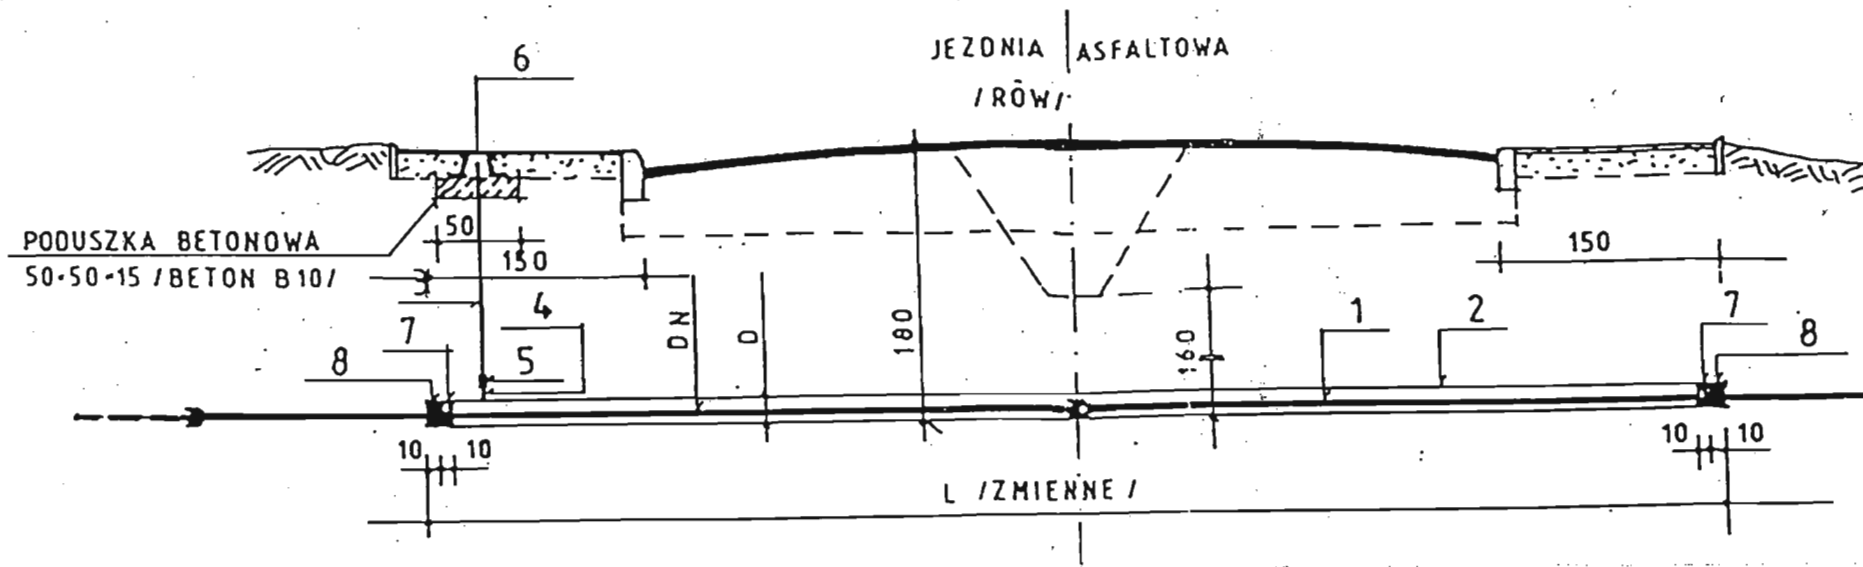 6
JEZDNIA ASFALTOWA
/RÓW/
PODUSZKA BETONOWA
50·50·15 /BETON B10/
50
150
150
3
4
7
5
8
DN
D
180
160
1
2
7
8
10 10
10 10
L /ZMIENNE/